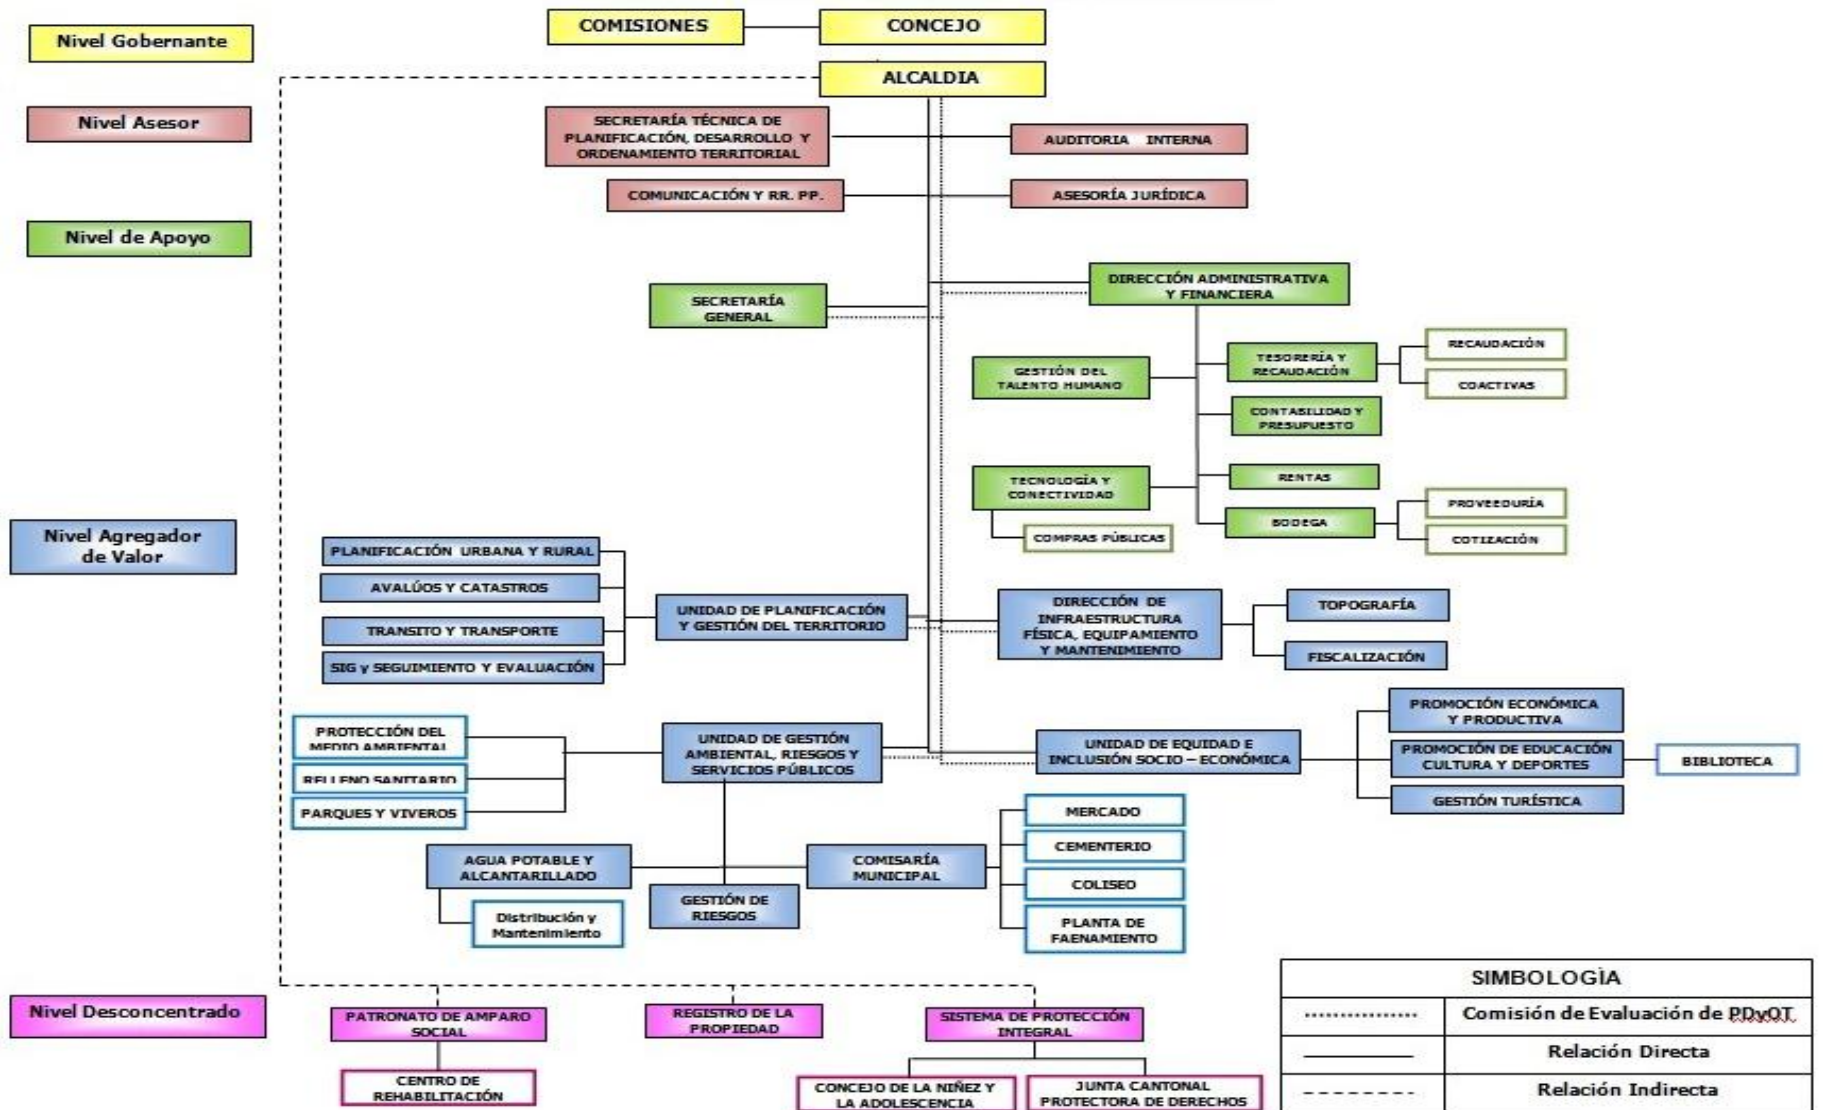 Nivel Gobernante
COMISIONES
CONCEJO
ALCALDIA
Nivel Asesor
SECRETARÍA TÉCNICA DE
PLANIFICACIÓN, DESARROLLO Y
ORDENAMIENTO TERRITORIAL
AUDITORIA INTERNA
COMUNICACIÓN Y RR. PP.
ASESORÍA JURÍDICA
Nivel de Apoyo
SECRETARÍA
GENERAL
DIRECCIÓN ADMINISTRATIVA
Y FINANCIERA
GESTIÓN DEL
TALENTO HUMANO
TESORERÍA Y
RECAUDACIÓN
RECAUDACIÓN
COACTIVAS
CONTABILIDAD Y
PRESUPUESTO
TECNOLOGÍA Y
CONECTIVIDAD
COMPRAS PÚBLICAS
RENTAS
BODEGA
PROVEEDURÍA
COTIZACIÓN
Nivel Agregador
de Valor
PLANIFICACIÓN URBANA Y RURAL
AVALÚOS Y CATASTROS
TRANSITO Y TRANSPORTE
SIG y SEGUIMIENTO Y EVALUACIÓN
UNIDAD DE PLANIFICACIÓN
Y GESTIÓN DEL TERRITORIO
DIRECCIÓN DE
INFRAESTRUCTURA
FÍSICA, EQUIPAMIENTO
Y MANTENIMIENTO
TOPOGRAFÍA
FISCALIZACIÓN
PROTECCIÓN DEL
MEDIO AMBIENTAL
RELLENO SANITARIO
PARQUES Y VIVEROS
UNIDAD DE GESTIÓN
AMBIENTAL, RIESGOS Y
SERVICIOS PÚBLICOS
UNIDAD DE EQUIDAD E
INCLUSIÓN SOCIO – ECONÓMICA
PROMOCIÓN ECONÓMICA
Y PRODUCTIVA
PROMOCIÓN DE EDUCACIÓN
CULTURA Y DEPORTES
BIBLIOTECA
GESTIÓN TURÍSTICA
AGUA POTABLE Y
ALCANTARILLADO
Distribución y
Mantenimiento
GESTIÓN DE
RIESGOS
COMISARÍA
MUNICIPAL
MERCADO
CEMENTERIO
COLISEO
PLANTA DE
FAENAMIENTO
Nivel Desconcentrado
PATRONATO DE AMPARO
SOCIAL
CENTRO DE
REHABILITACIÓN
REGISTRO DE LA
PROPIEDAD
SISTEMA DE PROTECCIÓN
INTEGRAL
CONCEJO DE LA NIÑEZ Y
LA ADOLESCENCIA
JUNTA CANTONAL
PROTECTORA DE DERECHOS
SIMBOLOGÌA
Comisión de Evaluación de PDyOT
Relación Directa
Relación Indirecta